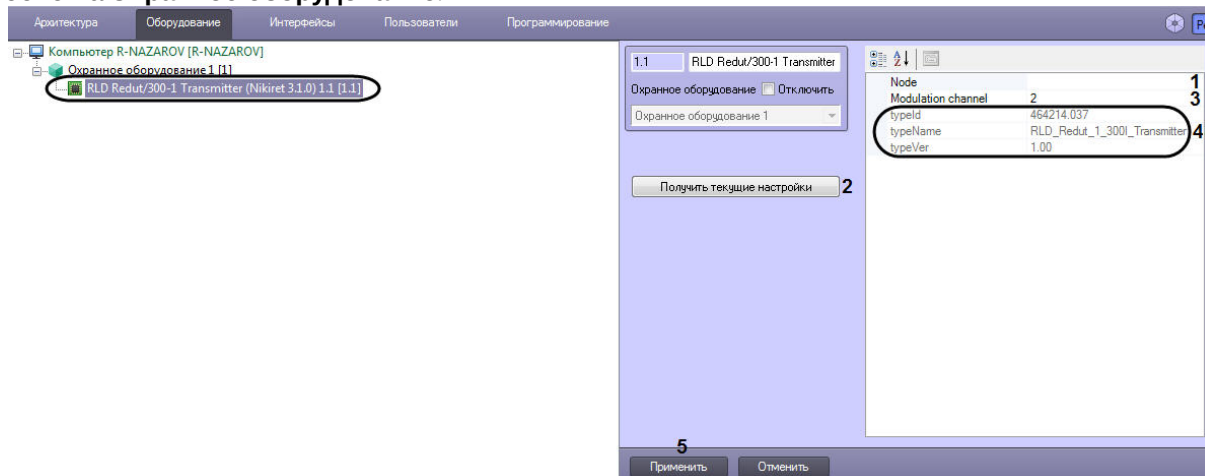 Архитектура Оборудование Интерфейсы Пользователи Программирование
Компьютер R-NAZAROV [R-NAZAROV]
Охранное оборудование 1 [1]
RLD Redut/300-1 Transmitter (Nikiret 3.1.0) 1.1 [1.1]
1.1 RLD Redut/300-1 Transmitter
Охранное оборудование Отключить
Охранное оборудование 1
Получить текущие настройки 2
Node 1
Modulation channel 2 3
typeId 464214.037
typeName RLD_Redut_1_300I_Transmitter 4
typeVer 1.00
5
Применить Отменить